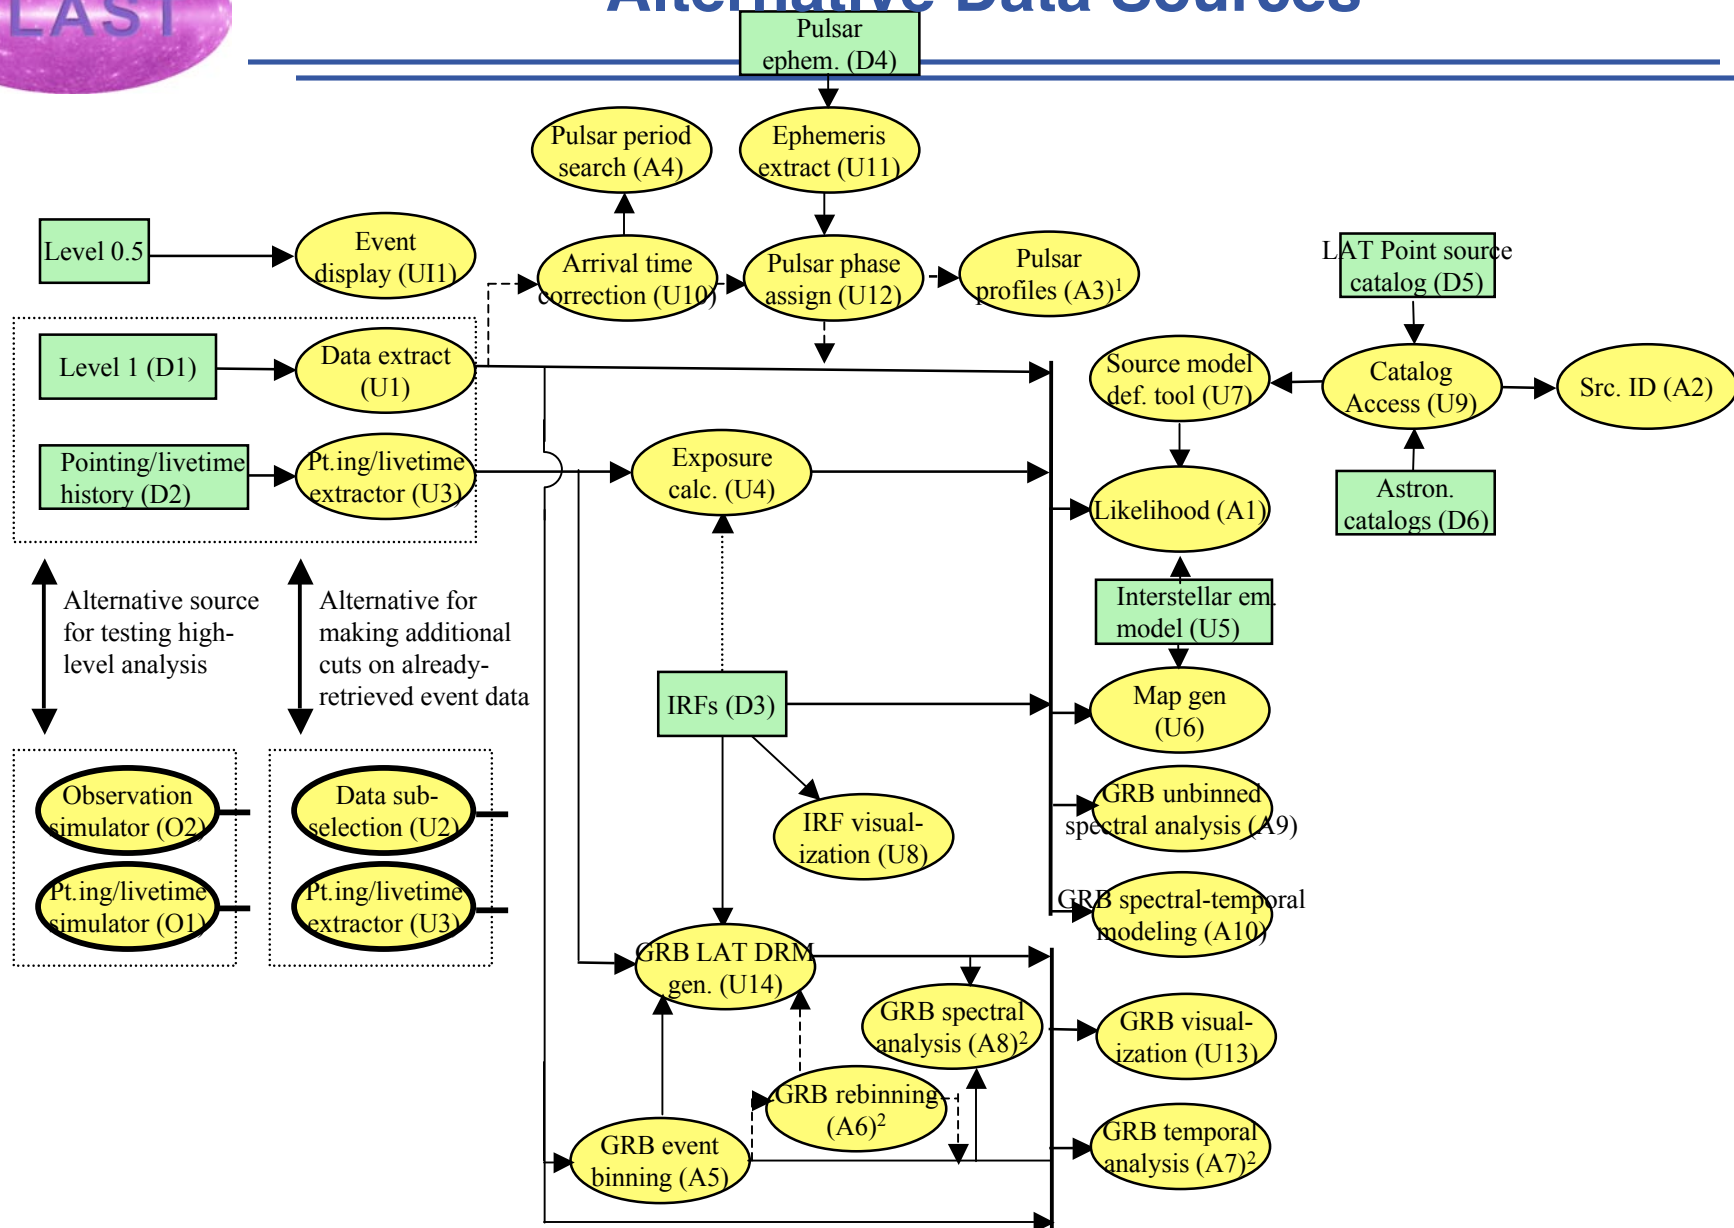 LAST
Alternative Data Sources
Pulsar
ephem. (D4)
Pulsar period
search (A4)
Ephemeris
extract (U11)
Level 0.5
Event
display (UI1)
Arrival time
correction (U10)
Pulsar phase
assign (U12)
Pulsar
profiles (A3)1
LAT Point source
catalog (D5)
Level 1 (D1)
Data extract
(U1)
Source model
def. tool (U7)
Catalog
Access (U9)
Src. ID (A2)
Pointing/livetime
history (D2)
Pt.ing/livetime
extractor (U3)
Exposure
calc. (U4)
Likelihood (A1)
Astron.
catalogs (D6)
Alternative source
for testing high-
level analysis
Alternative for
making additional
cuts on already-
retrieved event data
Interstellar em.
model (U5)
IRFs (D3)
Map gen
(U6)
Observation
simulator (O2)
Data sub-
selection (U2)
IRF visual-
ization (U8)
GRB unbinned
spectral analysis (A9)
Pt.ing/livetime
simulator (O1)
Pt.ing/livetime
extractor (U3)
GRB spectral-temporal
modeling (A10)
GRB LAT DRM
gen. (U14)
GRB spectral
analysis (A8)2
GRB visual-
ization (U13)
GRB rebinning
(A6)2
GRB event
binning (A5)
GRB temporal
analysis (A7)2